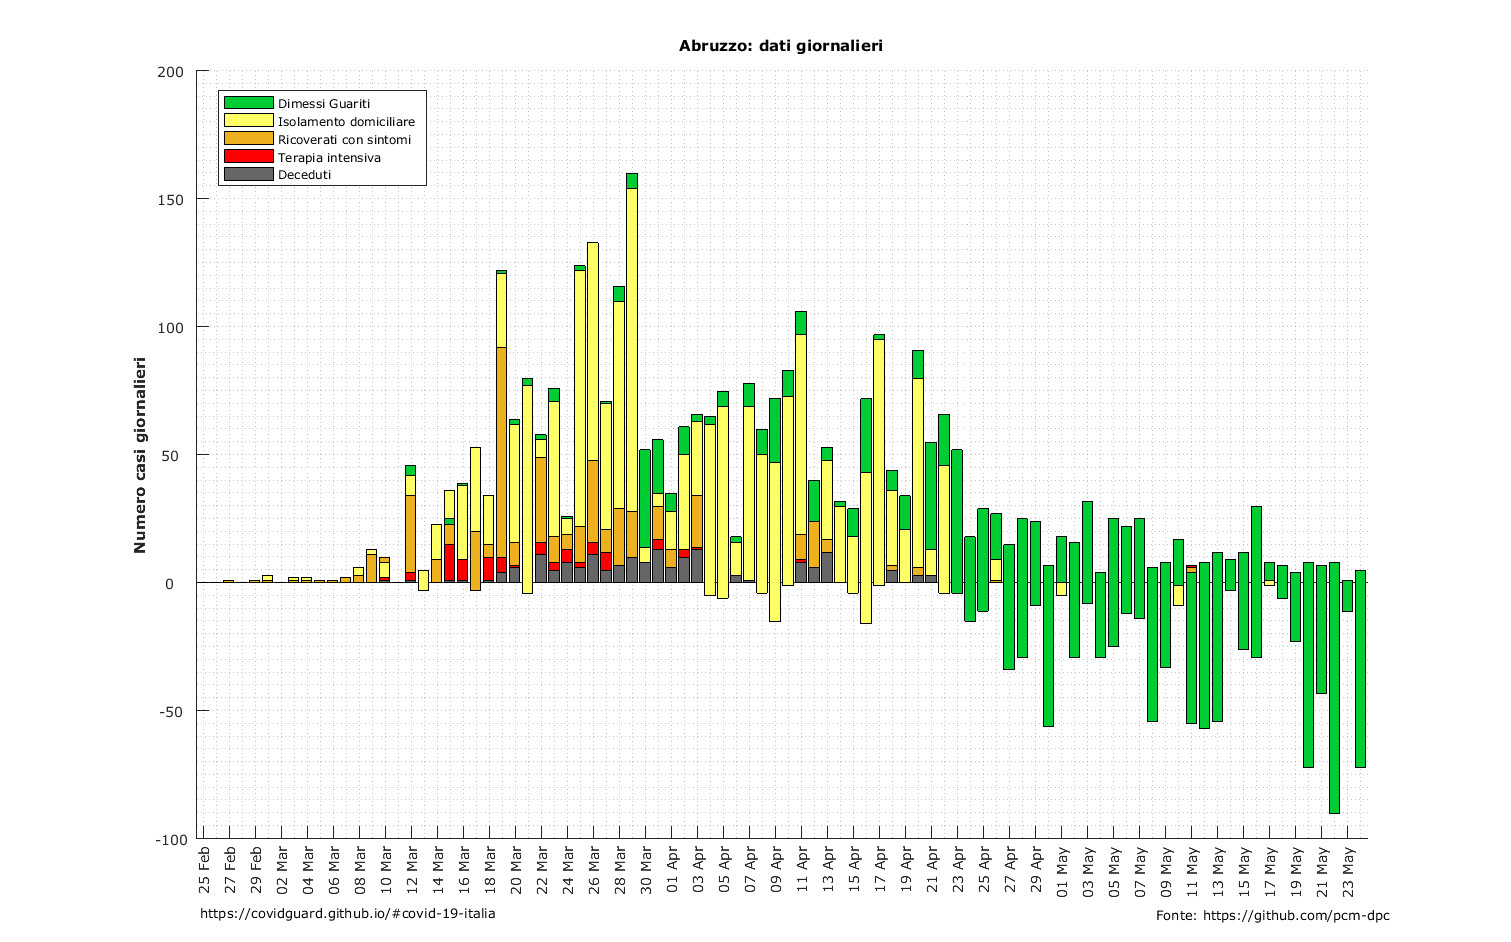 Abruzzo: dati giornalieri
200
150
100
50
0
-50
-100
Numero casi giornalieri
Dimessi Guariti
Isolamento domiciliare
Ricoverati con sintomi
Terapia intensiva
Deceduti
25 Feb
27 Feb
29 Feb
02 Mar
04 Mar
06 Mar
08 Mar
10 Mar
12 Mar
14 Mar
16 Mar
18 Mar
20 Mar
22 Mar
24 Mar
26 Mar
28 Mar
30 Mar
01 Apr
03 Apr
05 Apr
07 Apr
09 Apr
11 Apr
13 Apr
15 Apr
17 Apr
19 Apr
21 Apr
23 Apr
25 Apr
27 Apr
29 Apr
01 May
03 May
05 May
07 May
09 May
11 May
13 May
15 May
17 May
19 May
21 May
23 May
https://covidguard.github.io/#covid-19-italia
Fonte: https://github.com/pcm-dpc